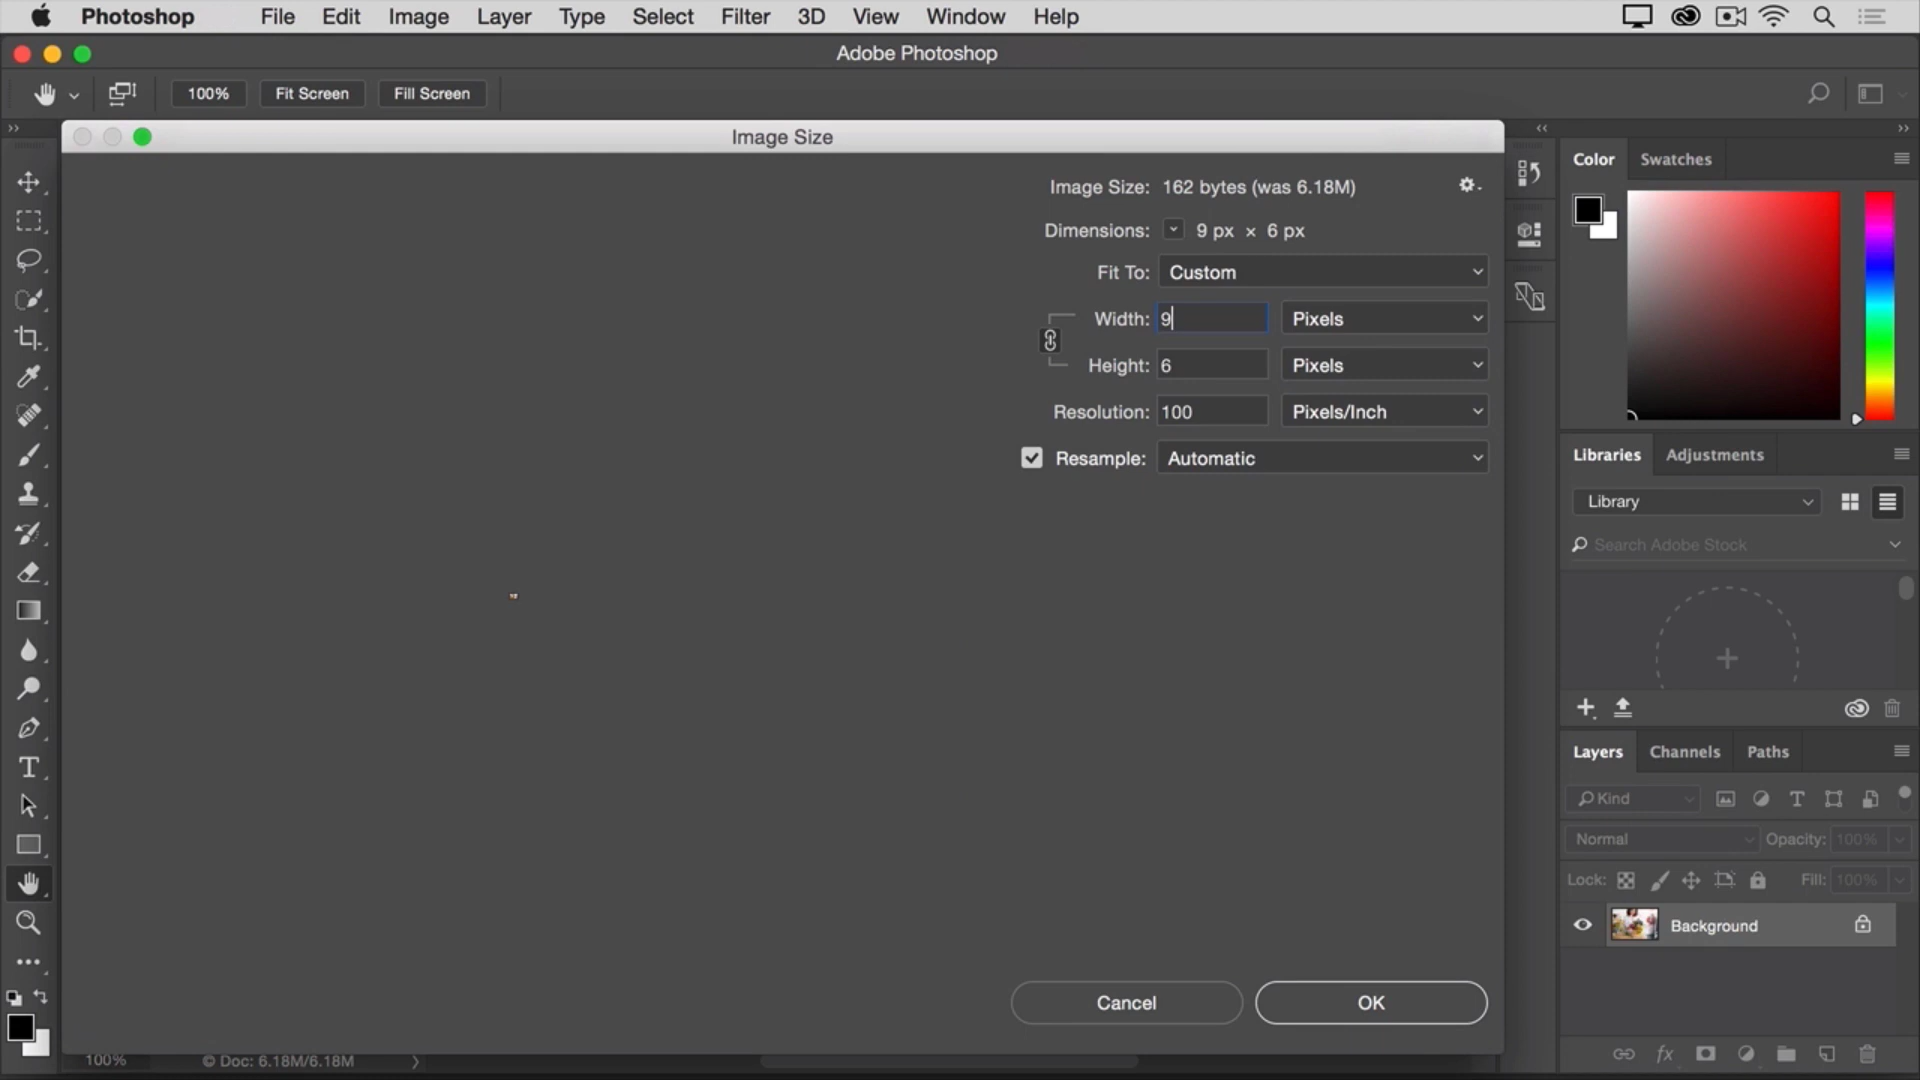 Photoshop File Edit Image Layer Type Select Filter 3D View Window Help
Adobe Photoshop
100% Fit Screen Fill Screen
Image Size
Image Size: 162 bytes (was 6.18M)
Dimensions: 9 px × 6 px
Fit To: Custom
Width: 9 Pixels
Height: 6 Pixels
Resolution: 100 Pixels/Inch
Resample: Automatic
Cancel OK
100% © Doc: 6.18M/6.18M
Color Swatches
Libraries Adjustments
Library
Search Adobe Stock
Layers Channels Paths
Kind
Normal Opacity: 100%
Lock: Fill: 100%
Background
fx